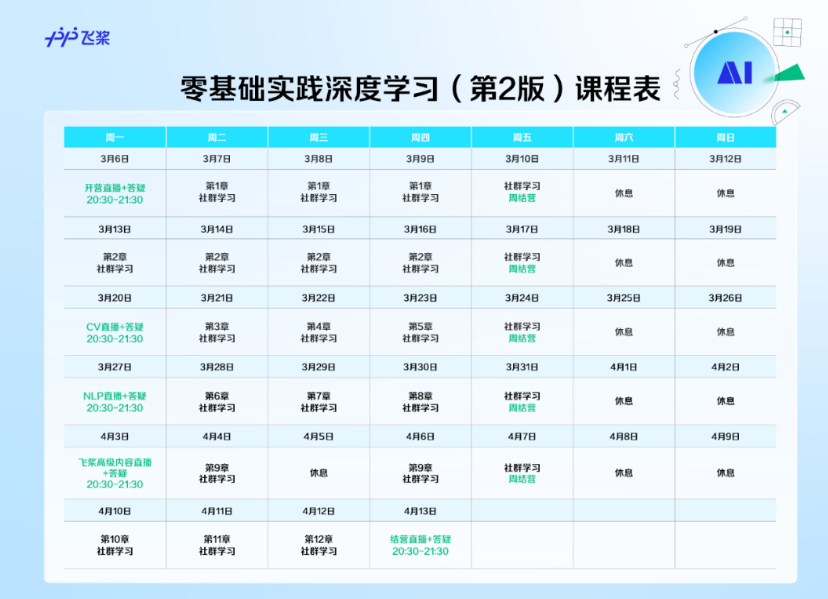 飞桨
零基础实践深度学习（第2版）课程表
AI
周一 周二 周三 周四 周五 周六 周日
3月6日 3月7日 3月8日 3月9日 3月10日 3月11日 3月12日
开营直播+答疑 第1章 第1章 第1章 社群学习 休息 休息
20:30-21:30 社群学习 社群学习 社群学习 周结营
3月13日 3月14日 3月15日 3月16日 3月17日 3月18日 3月19日
第2章 第2章 第2章 第2章 社群学习 休息 休息
社群学习 社群学习 社群学习 社群学习 周结营
3月20日 3月21日 3月22日 3月23日 3月24日 3月25日 3月26日
CV直播+答疑 第3章 第4章 第5章 社群学习 休息 休息
20:30-21:30 社群学习 社群学习 社群学习 周结营
3月27日 3月28日 3月29日 3月30日 3月31日 4月1日 4月2日
NLP直播+答疑 第6章 第7章 第8章 社群学习 休息 休息
20:30-21:30 社群学习 社群学习 社群学习 周结营
4月3日 4月4日 4月5日 4月6日 4月7日 4月8日 4月9日
飞桨高级内容直播 第9章 休息 第9章 社群学习 休息 休息
+答疑 社群学习 社群学习 周结营
20:30-21:30
4月10日 4月11日 4月12日 4月13日
第10章 第11章 第12章 结营直播+答疑
社群学习 社群学习 社群学习 20:30-21:30